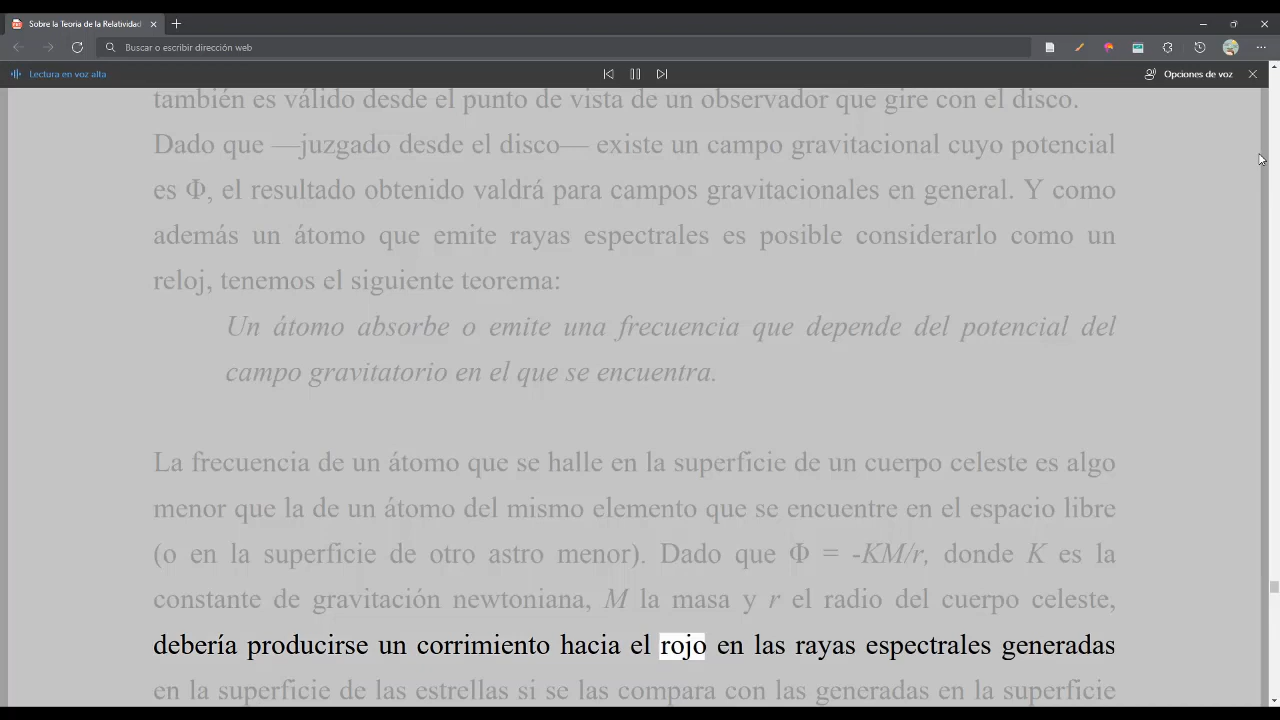 Sobre la Teoria de la Relatividad
Buscar o escribir dirección web
Lectura en voz alta
Opciones de voz
también es válido desde el punto de vista de un observador que gire con el disco.
Dado que —juzgado desde el disco— existe un campo gravitacional cuyo potencial
es Φ, el resultado obtenido valdrá para campos gravitacionales en general. Y como
además un átomo que emite rayas espectrales es posible considerarlo como un
reloj, tenemos el siguiente teorema:
Un átomo absorbe o emite una frecuencia que depende del potencial del
campo gravitatorio en el que se encuentra.
La frecuencia de un átomo que se halle en la superficie de un cuerpo celeste es algo
menor que la de un átomo del mismo elemento que se encuentre en el espacio libre
(o en la superficie de otro astro menor). Dado que Φ = -KM/r, donde K es la
constante de gravitación newtoniana, M la masa y r el radio del cuerpo celeste,
debería producirse un corrimiento hacia el rojo en las rayas espectrales generadas
en la superficie de las estrellas si se las compara con las generadas en la superficie